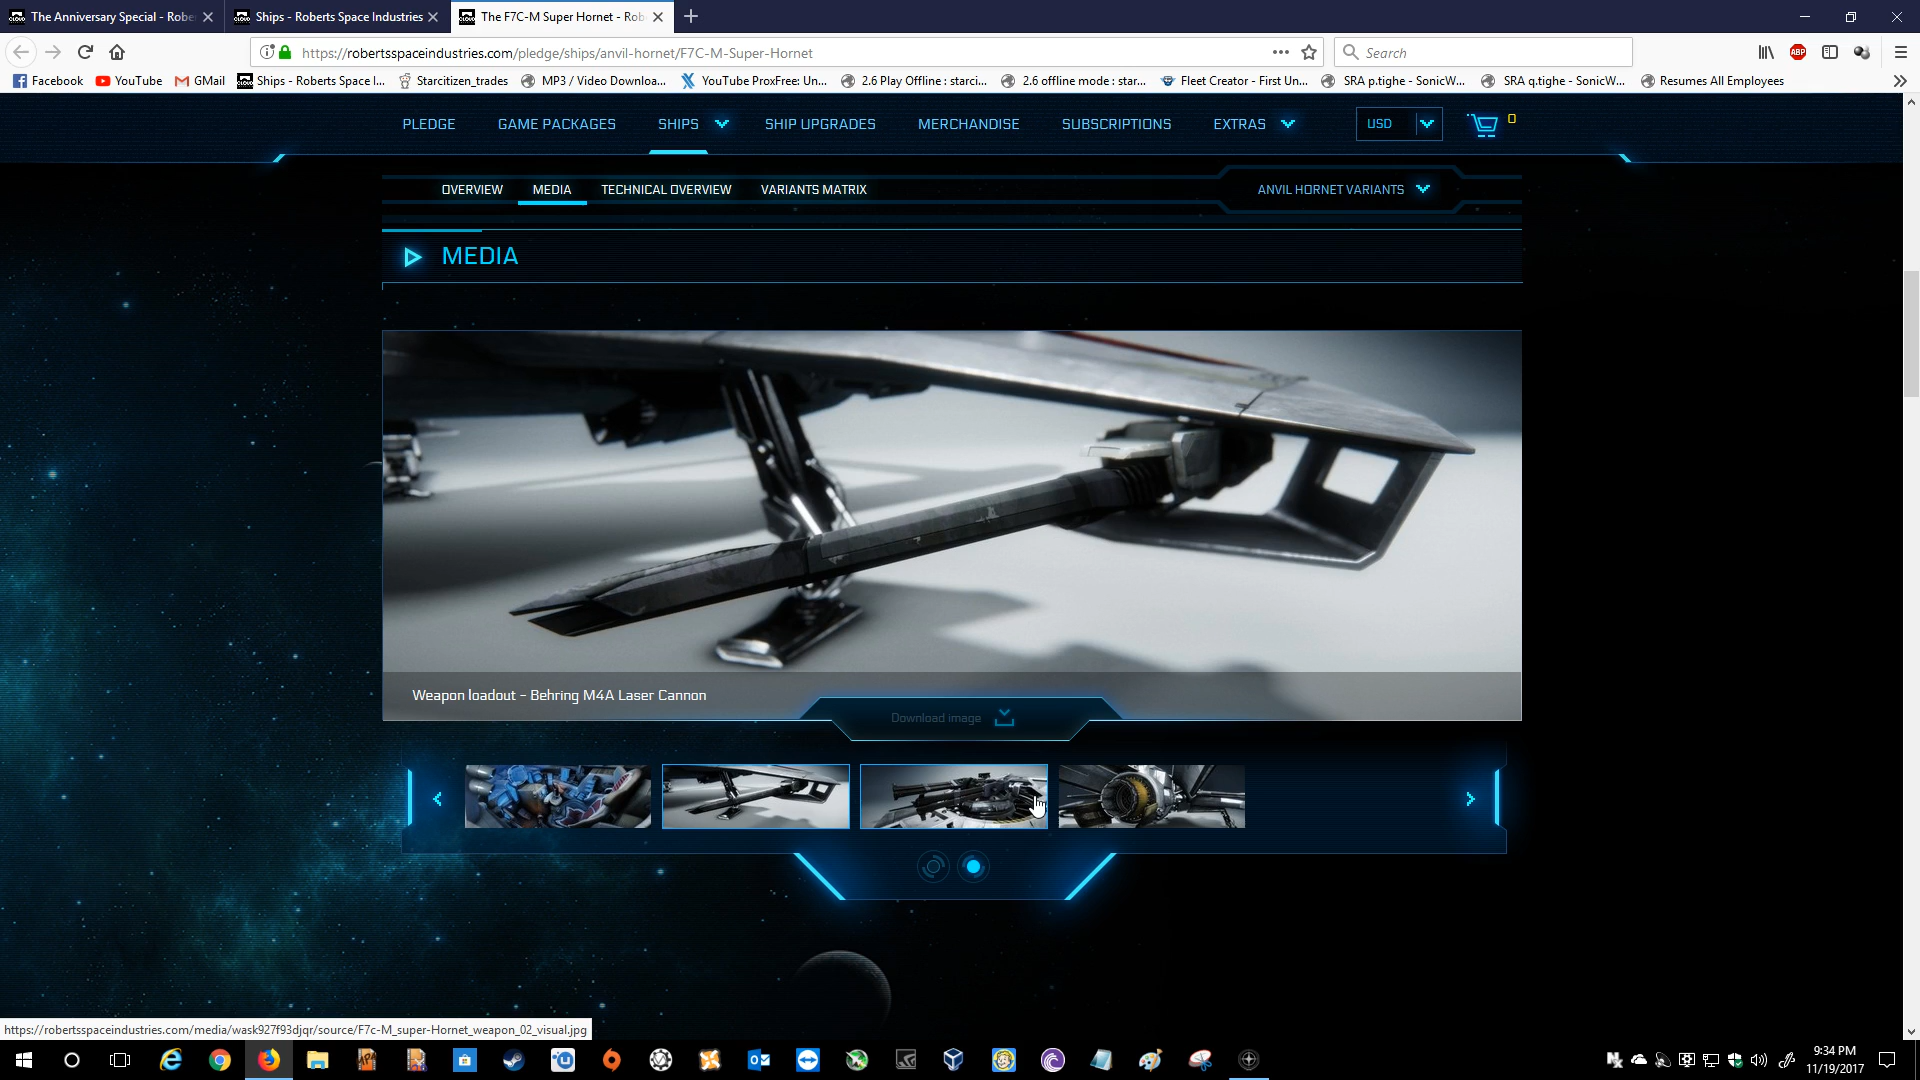 The Anniversary Special - Robe
Ships - Roberts Space Industries
The F7C-M Super Hornet - Rob
https://robertsspaceindustries.com/pledge/ships/anvil-hornet/F7C-M-Super-Hornet
Search
Facebook
YouTube
GMail
Ships - Roberts Space I...
Starcitizen_trades
MP3 / Video Downloa...
YouTube ProxFree: Un...
2.6 Play Offline : starci...
2.6 offline mode : star...
Fleet Creator - First Un...
SRA p.tighe - SonicW...
SRA q.tighe - SonicW...
Resumes All Employees
PLEDGE
GAME PACKAGES
SHIPS
SHIP UPGRADES
MERCHANDISE
SUBSCRIPTIONS
EXTRAS
USD
0
OVERVIEW
MEDIA
TECHNICAL OVERVIEW
VARIANTS MATRIX
ANVIL HORNET VARIANTS
MEDIA
Weapon loadout - Behring M4A Laser Cannon
Download image
https://robertsspaceindustries.com/media/wask927f93djqr/source/F7c-M_super-Hornet_weapon_02_visual.jpg
9:34 PM
11/19/2017